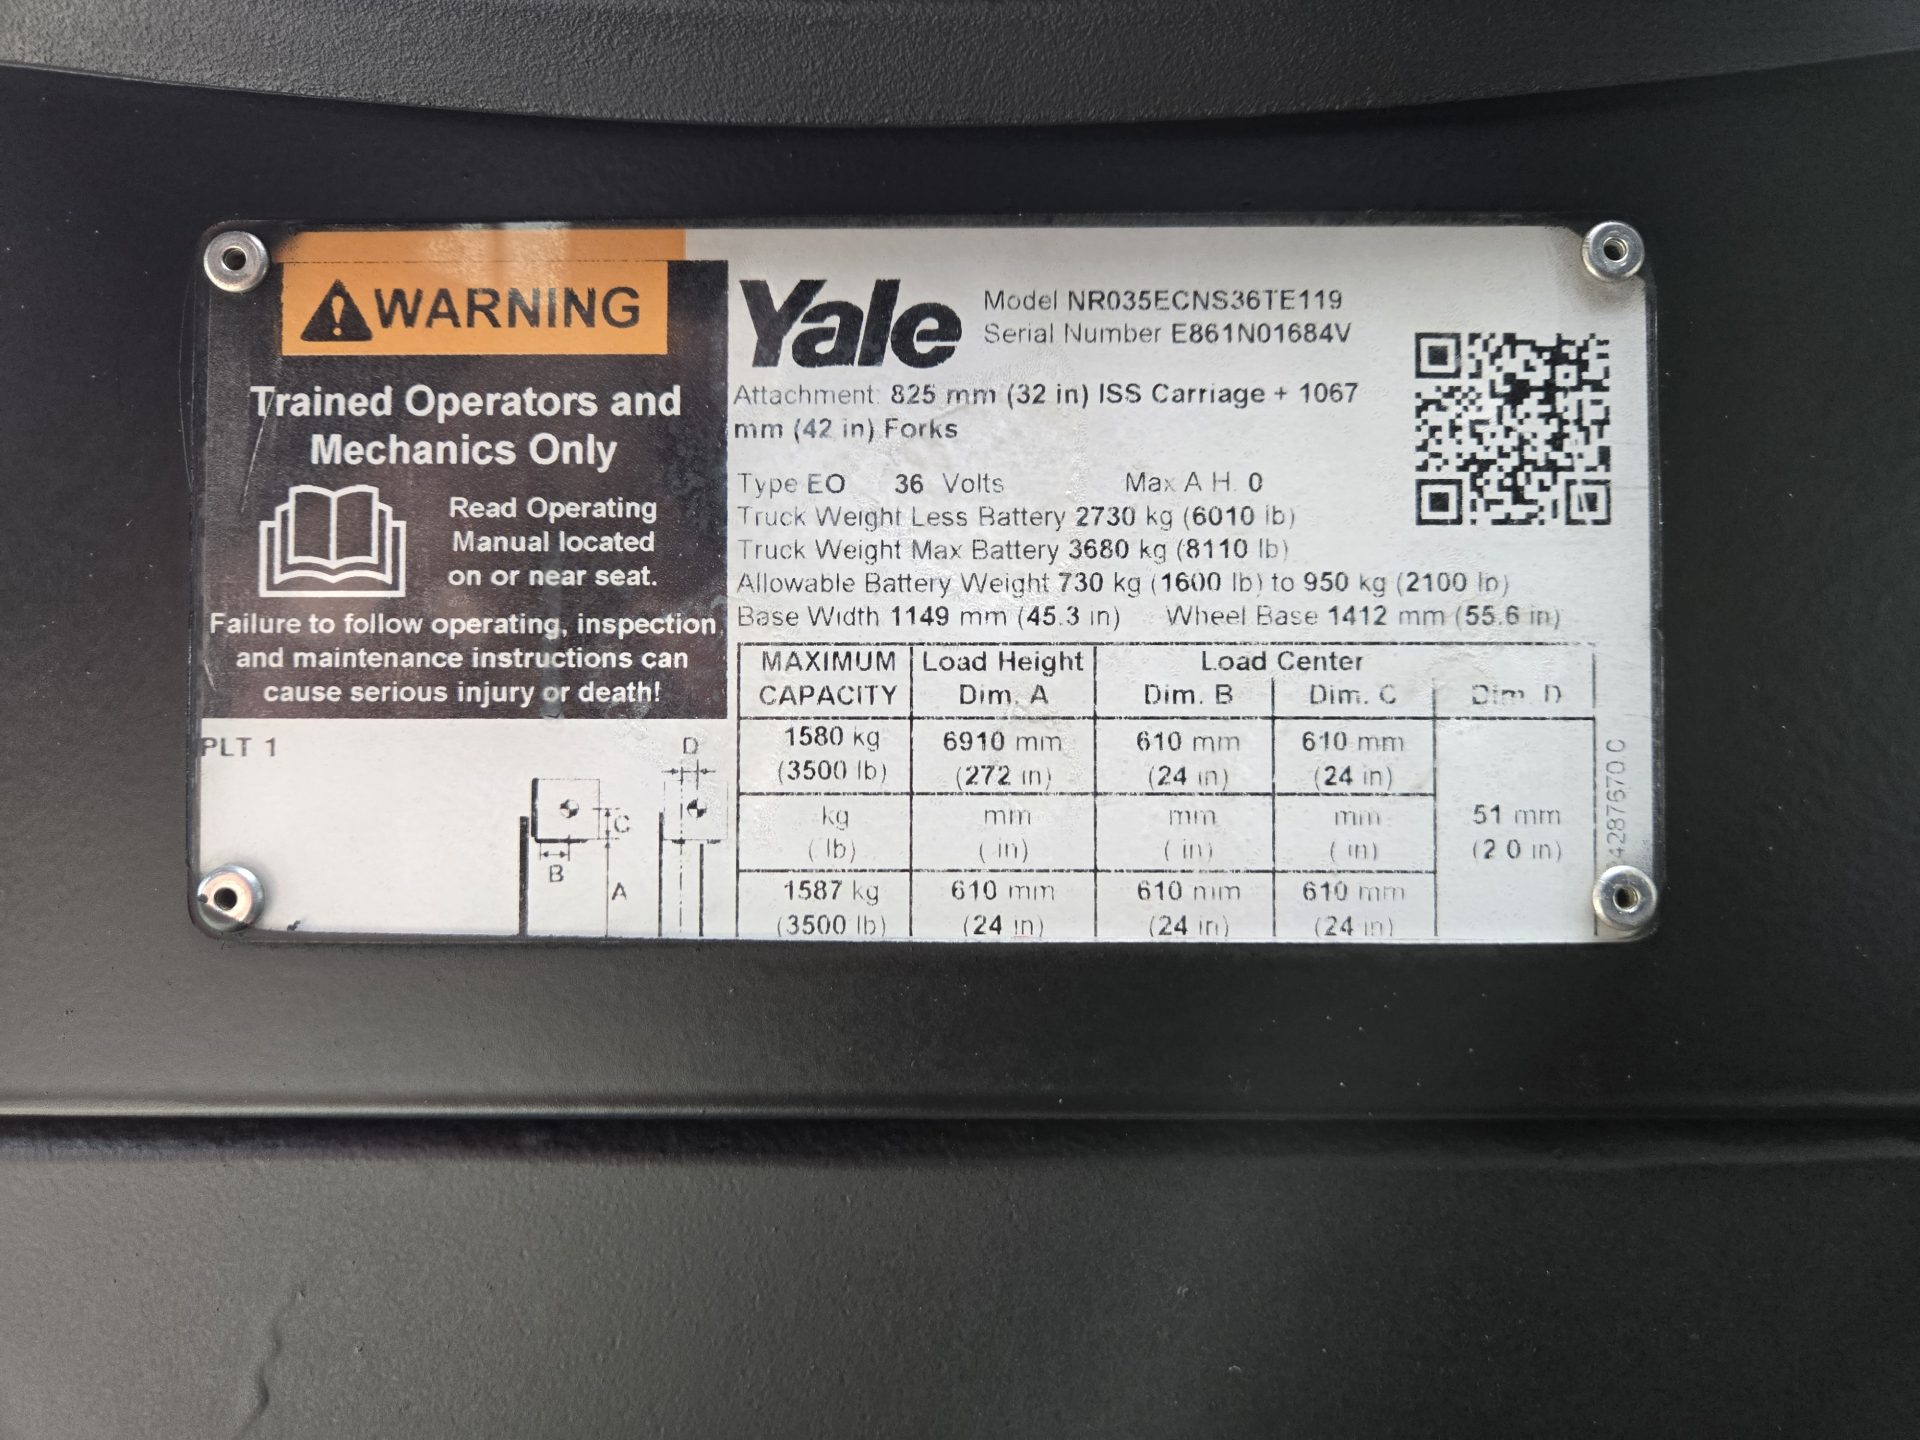 WARNING
Trained Operators and
Mechanics Only
Read Operating
Manual located
on or near seat.
Failure to follow operating, inspection
and maintenance instructions can
cause serious injury or death!
PLT 1
D
C
B
A
Yale
Model NR035ECNS36TE119
Serial Number E861N01684V
Attachment: 825 mm (32 in) ISS Carriage + 1067
mm (42 in) Forks
Type EO 36 Volts Max A.H. 0
Truck Weight Less Battery 2730 kg (6010 lb)
Truck Weight Max Battery 3680 kg (8110 lb)
Allowable Battery Weight 730 kg (1600 lb) to 950 kg (2100 lb)
Base Width 1149 mm (45.3 in) Wheel Base 1412 mm (55.6 in)
MAXIMUM Load Height Load Center
CAPACITY Dim. A Dim. B Dim. C Dim. D
1580 kg 6910 mm 610 mm 610 mm
(3500 lb) (272 in) (24 in) (24 in)
kg mm mm mm 51 mm
( lb) ( in) ( in) ( in) (2.0 in)
1587 kg 610 mm 610 mm 610 mm
(3500 lb) (24 in) (24 in) (24 in)
428767​0 C